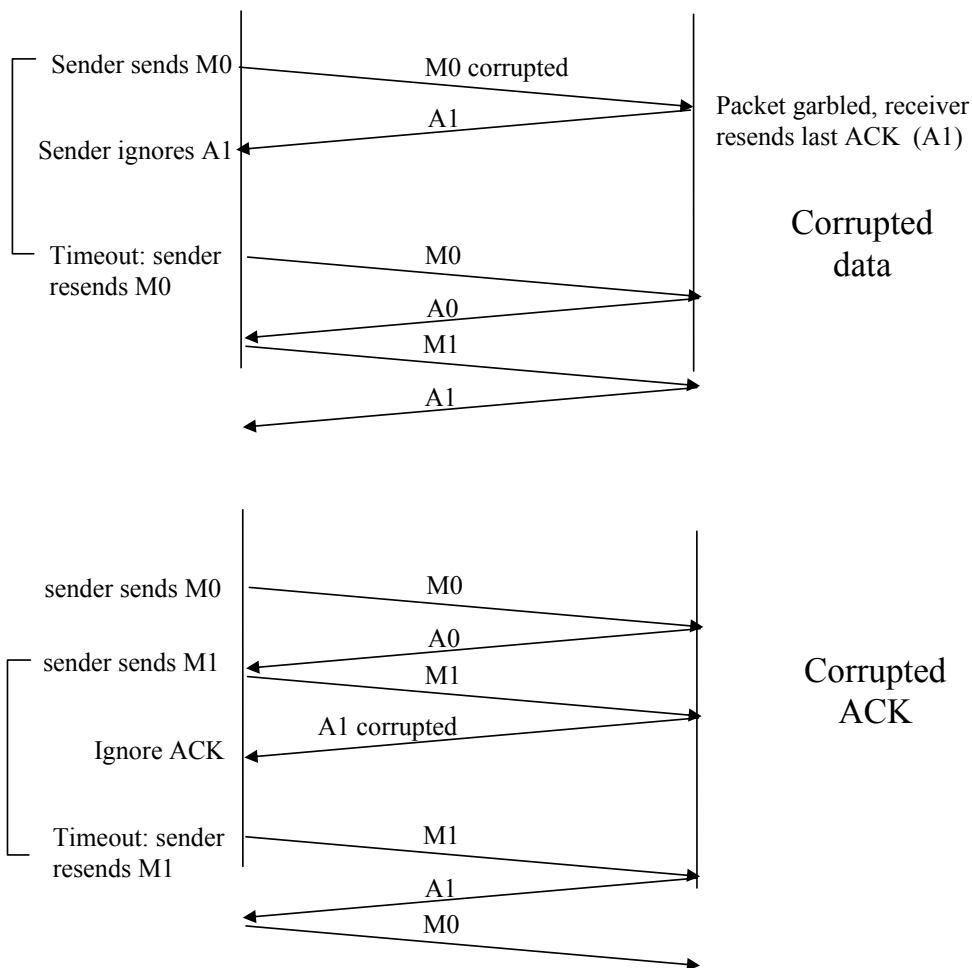 Sender sends M0
M0 corrupted
Packet garbled, receiver
resends last ACK (A1)
A1
Sender ignores A1
Corrupted
data
Timeout: sender
resends M0
M0
A0
M1
A1
sender sends M0
M0
A0
sender sends M1
M1
Corrupted
ACK
A1 corrupted
Ignore ACK
Timeout: sender
resends M1
M1
A1
M0